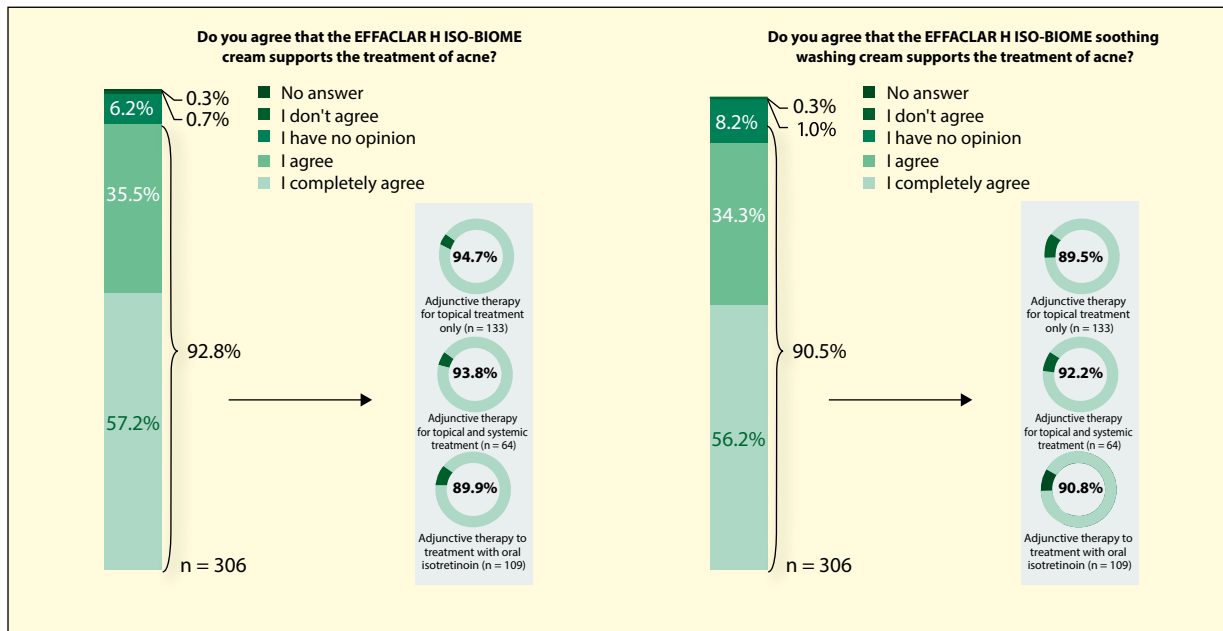 Do you agree that the EFFACLAR H ISO-BIOME
cream supports the treatment of acne?
No answer
I don't agree
I have no opinion
I agree
I completely agree
0.3%
6.2%
0.7%
35.5%
57.2%
92.8%
n = 306
94.7%
Adjunctive therapy
for topical treatment
only (n = 133)
93.8%
Adjunctive therapy
for topical and systemic
treatment (n = 64)
89.9%
Adjunctive therapy to
treatment with oral
isotretinoin (n = 109)
Do you agree that the EFFACLAR H ISO-BIOME soothing
washing cream supports the treatment of acne?
No answer
I don't agree
I have no opinion
I agree
I completely agree
0.3%
8.2%
1.0%
34.3%
56.2%
90.5%
n = 306
89.5%
Adjunctive therapy
for topical treatment
only (n = 133)
92.2%
Adjunctive therapy
for topical and systemic
treatment (n = 64)
90.8%
Adjunctive therapy to
treatment with oral
isotretinoin (n = 109)